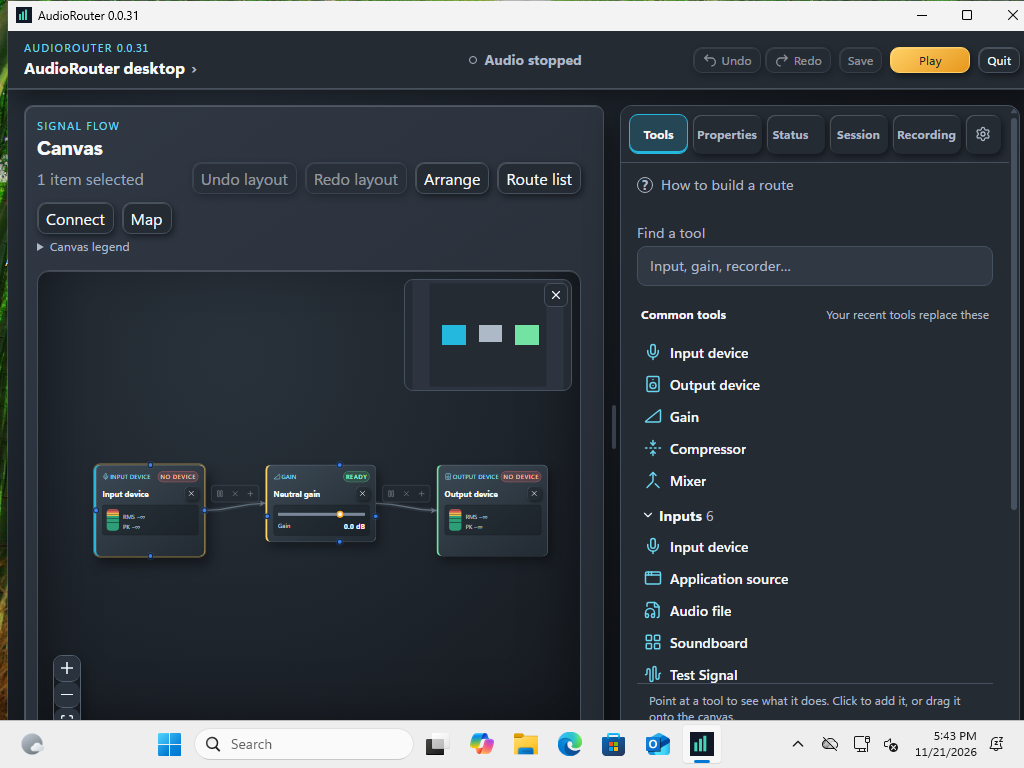 AudioRouter 0.0.31
AUDIOROUTER 0.0.31
AudioRouter desktop ›
Audio stopped
Undo
Redo
Save
Play
Quit
SIGNAL FLOW
Canvas
1 item selected
Undo layout
Redo layout
Arrange
Route list
Connect
Map
Canvas legend
INPUT DEVICE
NO DEVICE
Input device
RMS -∞
PK -∞
GAIN
READY
Neutral gain
Gain
0.0 dB
OUTPUT DEVICE
NO DEVICE
Output device
RMS -∞
PK -∞
Tools
Properties
Status
Session
Recording
How to build a route
Find a tool
Input, gain, recorder...
Common tools
Your recent tools replace these
Input device
Output device
Gain
Compressor
Mixer
Inputs 6
Input device
Application source
Audio file
Soundboard
Test Signal
Point at a tool to see what it does. Click to add it, or drag it
onto the canvas.
Search
5:43 PM
11/21/2026